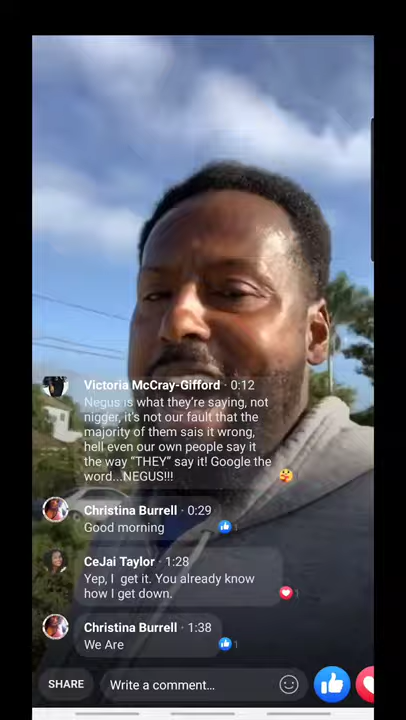 Victoria McCray-Gifford · 0:12
Negus is what they're saying, not
nigger, it's not our fault that the
majority of them sais it wrong,
hell even our own people say it
the way "THEY" say it! Google the
word...NEGUS!!!
Christina Burrell · 0:29
Good morning
1
CeJai Taylor · 1:28
Yep, I get it. You already know
how I get down.
1
Christina Burrell · 1:38
We Are
1
SHARE
Write a comment...